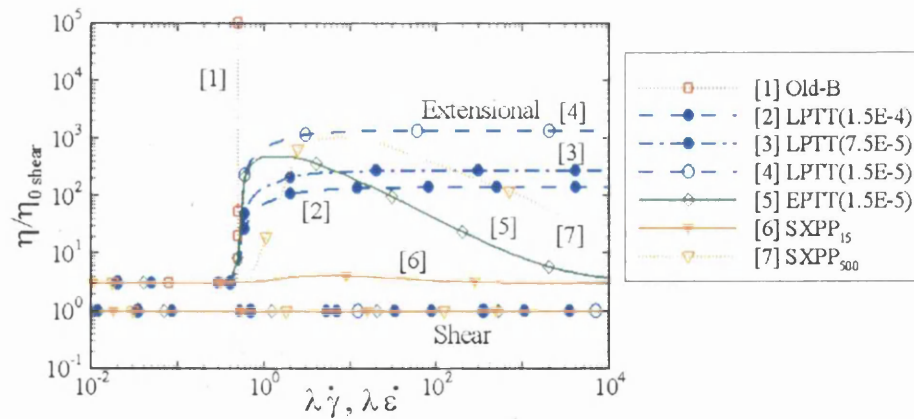 10^5
10^4
10^3
10^2
10^1
10^0
10^-1
η/η0 shear
[1]
Extensional
[4]
[3]
[2]
[5]
[7]
[6]
Shear
10^-2
10^0
10^2
10^4
λγ̇, λε̇
[1] Old-B
[2] LPTT(1.5E-4)
[3] LPTT(7.5E-5)
[4] LPTT(1.5E-5)
[5] EPTT(1.5E-5)
[6] SXPP15
[7] SXPP500